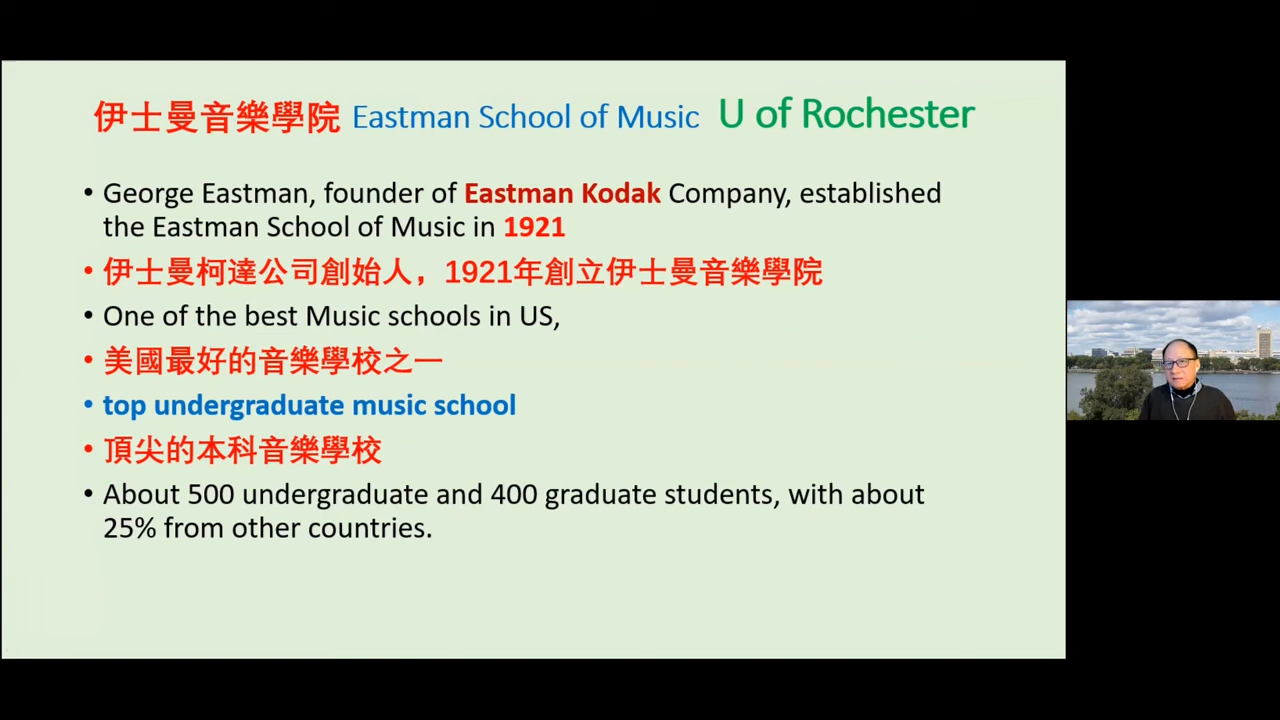 伊士曼音樂學院 Eastman School of Music U of Rochester
• George Eastman, founder of Eastman Kodak Company, established
the Eastman School of Music in 1921
• 伊士曼柯達公司創始人，1921年創立伊士曼音樂學院
• One of the best Music schools in US,
• 美國最好的音樂學校之一
• top undergraduate music school
• 頂尖的本科音樂學校
• About 500 undergraduate and 400 graduate students, with about
25% from other countries.